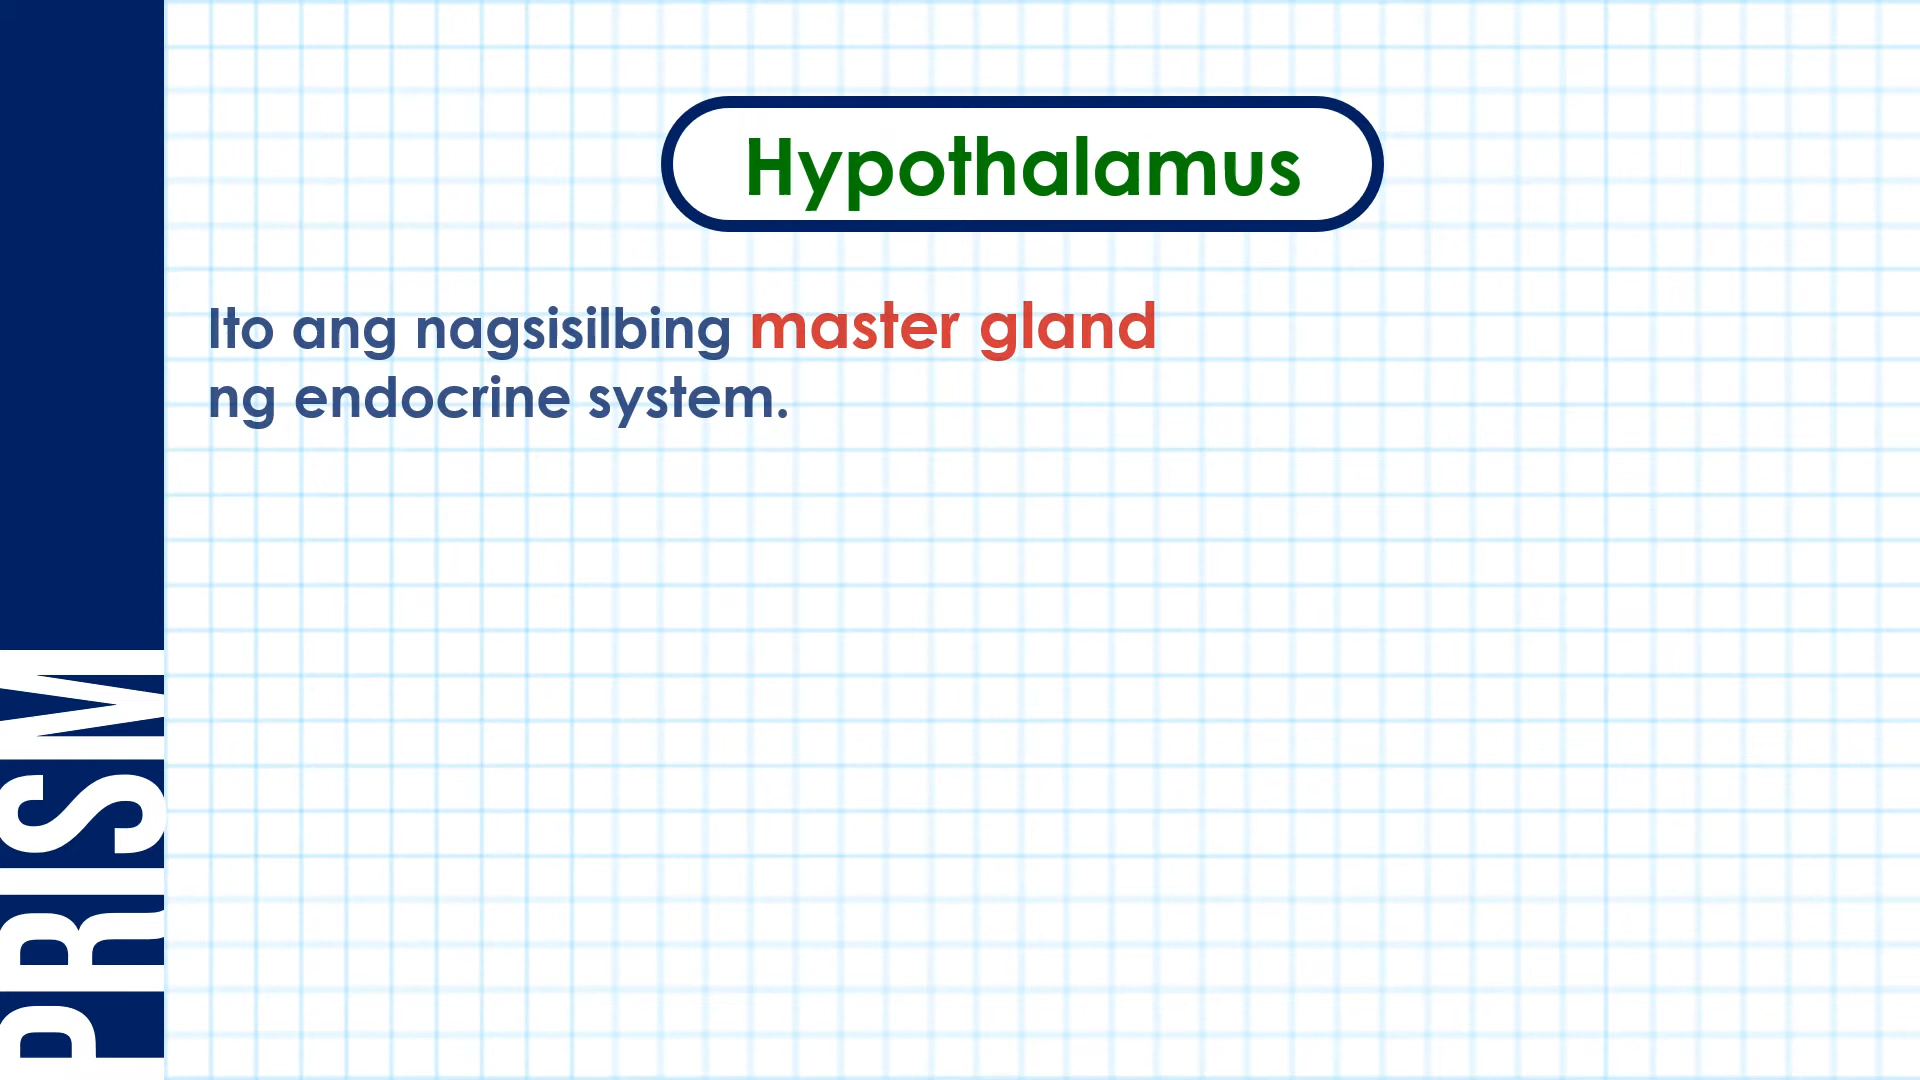 Hypothalamus
Ito ang nagsisilbing master gland
ng endocrine system.
PRISM